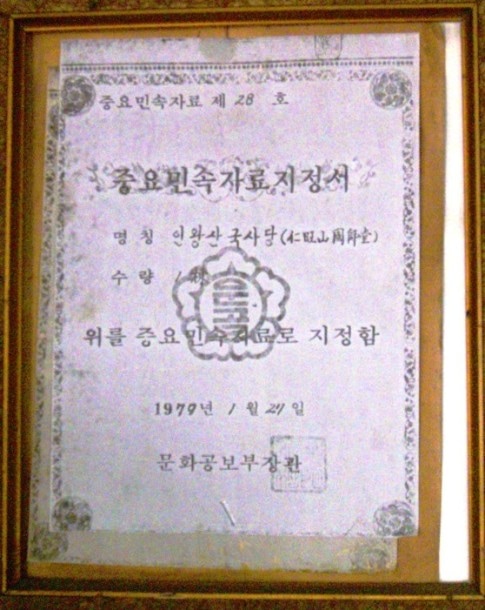 중요민속자료 제 28 호
중요민속자료지정서
명 칭 인왕산 국사당(仁旺山國師堂)
수 량 1
위를 중요민속자료로 지정함
1979년 1 월 27 일
문화공보부장관